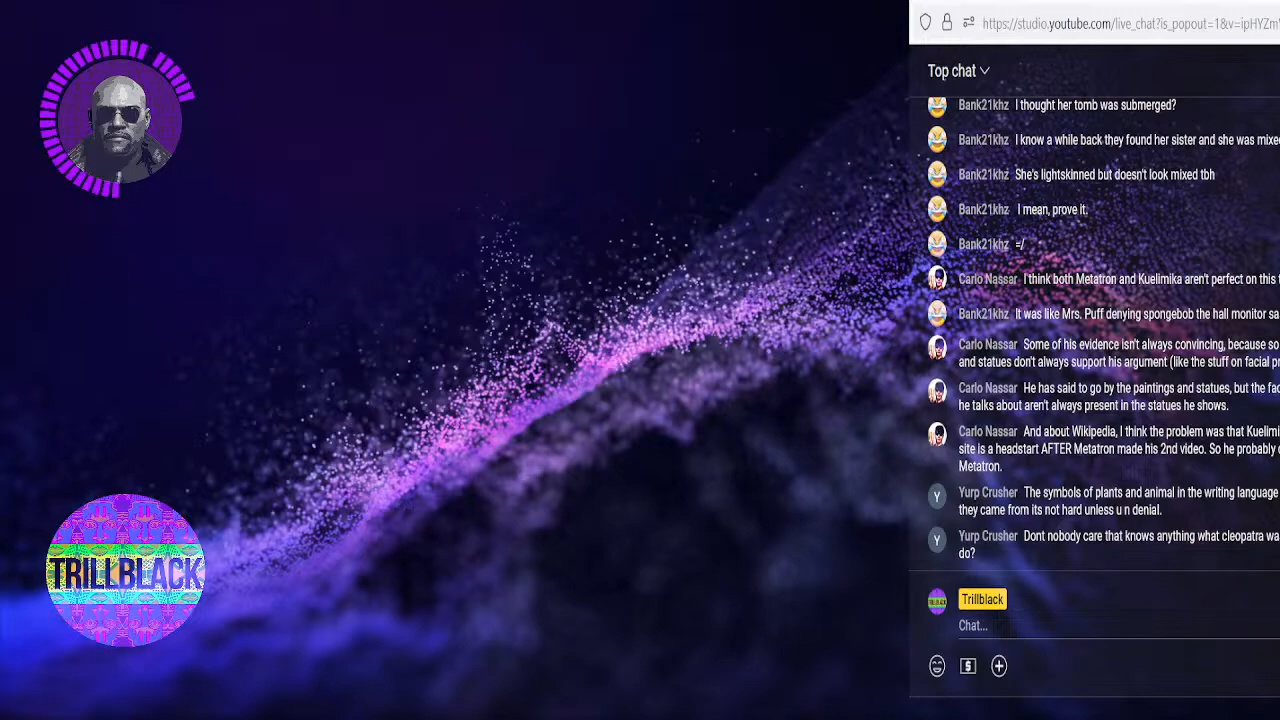 https://studio.youtube.com/live_chat?is_popout=1&v=ipHYZm
Top chat
Bank21khz I thought her tomb was submerged?
Bank21khz I know a while back they found her sister and she was mixe
Bank21khz She's lightskinned but doesn't look mixed tbh
Bank21khz I mean, prove it.
Bank21khz =/
Carlo Nassar I think both Metatron and Kuelimika aren't perfect on this t
Bank21khz It was like Mrs. Puff denying spongebob the hall monitor sa
Carlo Nassar Some of his evidence isn't always convincing, because so
and statues don't always support his argument (like the stuff on facial pr
Carlo Nassar He has said to go by the paintings and statues, but the fac
he talks about aren't always present in the statues he shows.
Carlo Nassar And about Wikipedia, I think the problem was that Kuelimi
site is a headstart AFTER Metatron made his 2nd video. So he probably
Metatron.
Y Yurp Crusher The symbols of plants and animal in the writing language
they came from its not hard unless u n denial.
Y Yurp Crusher Dont nobody care that knows anything what cleopatra wa
do?
TRILLBLACK
Trillblack
Chat...